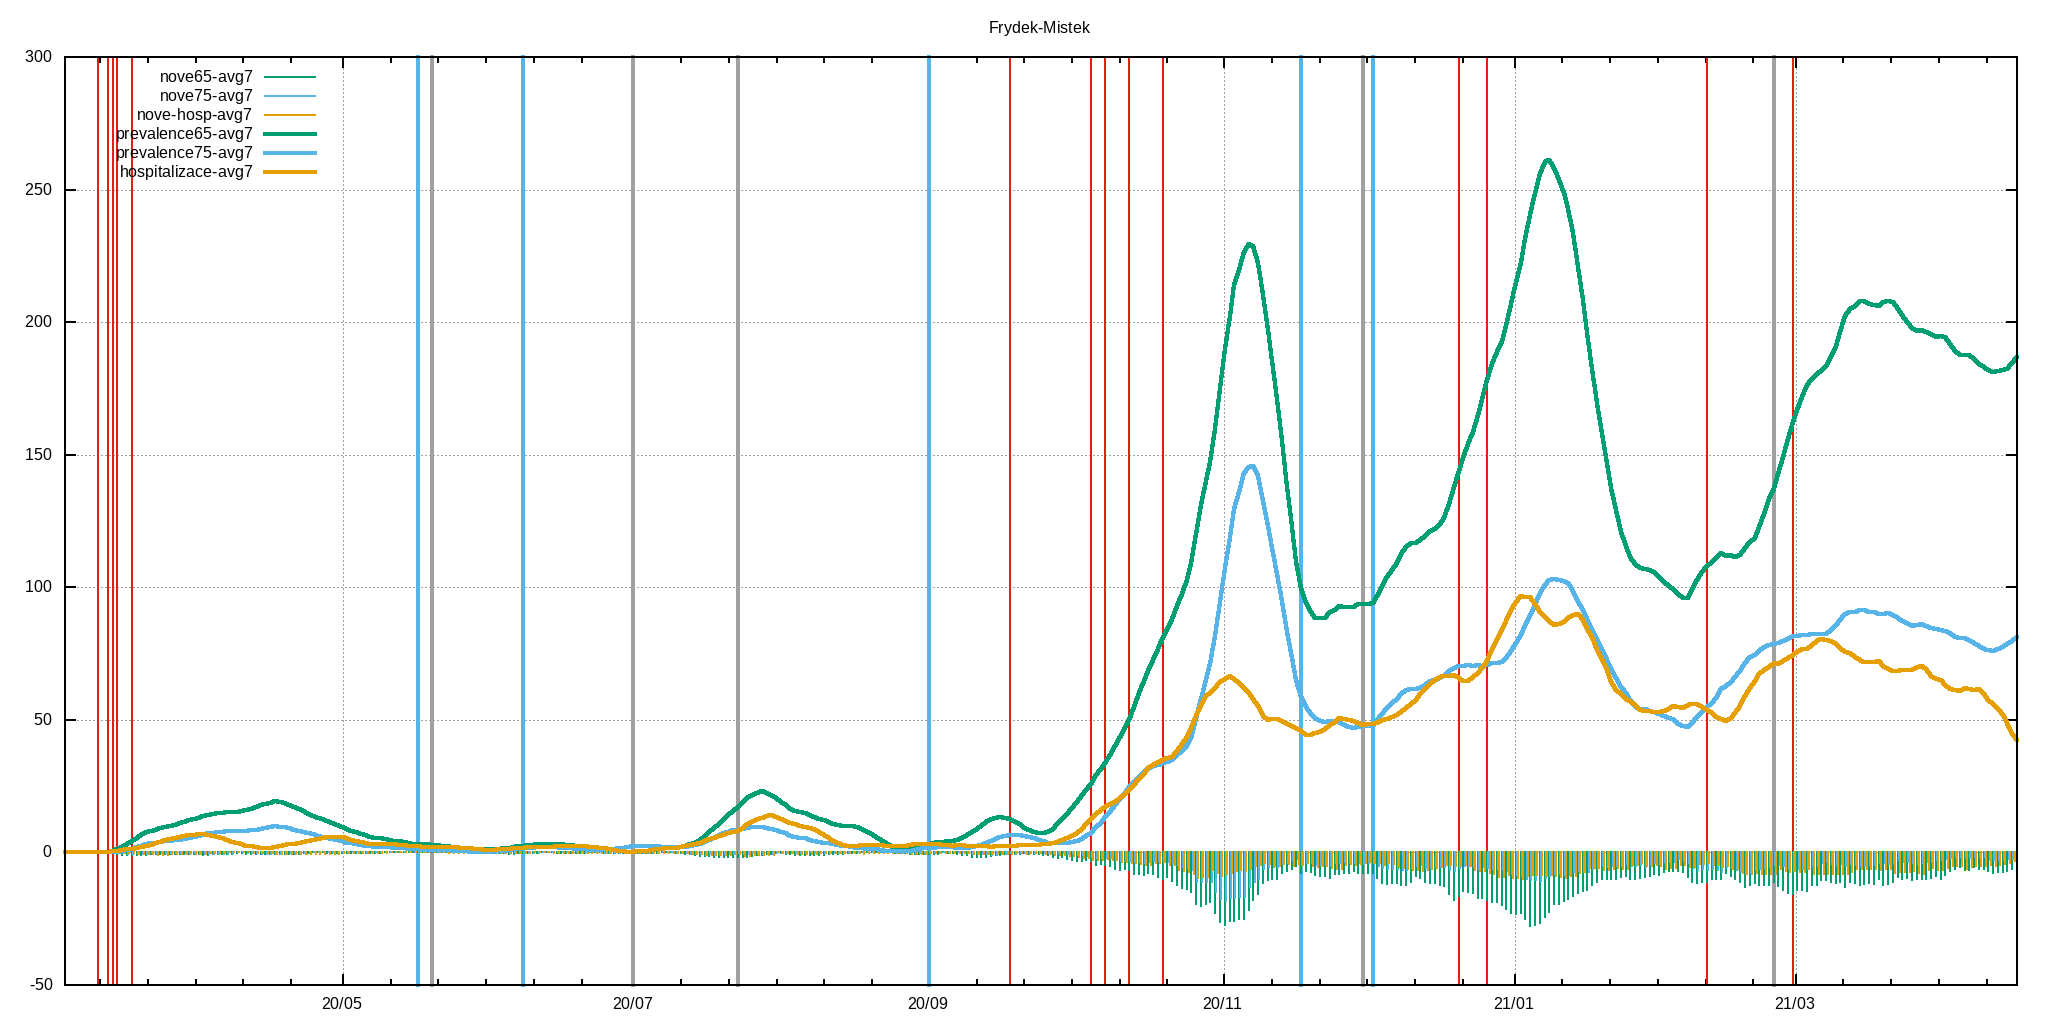 Frydek-Mistek
300
250
200
150
100
50
0
-50
nove65-avg7
nove75-avg7
nove-hosp-avg7
prevalence65-avg7
prevalence75-avg7
hospitalizace-avg7
20/05
20/07
20/09
20/11
21/01
21/03